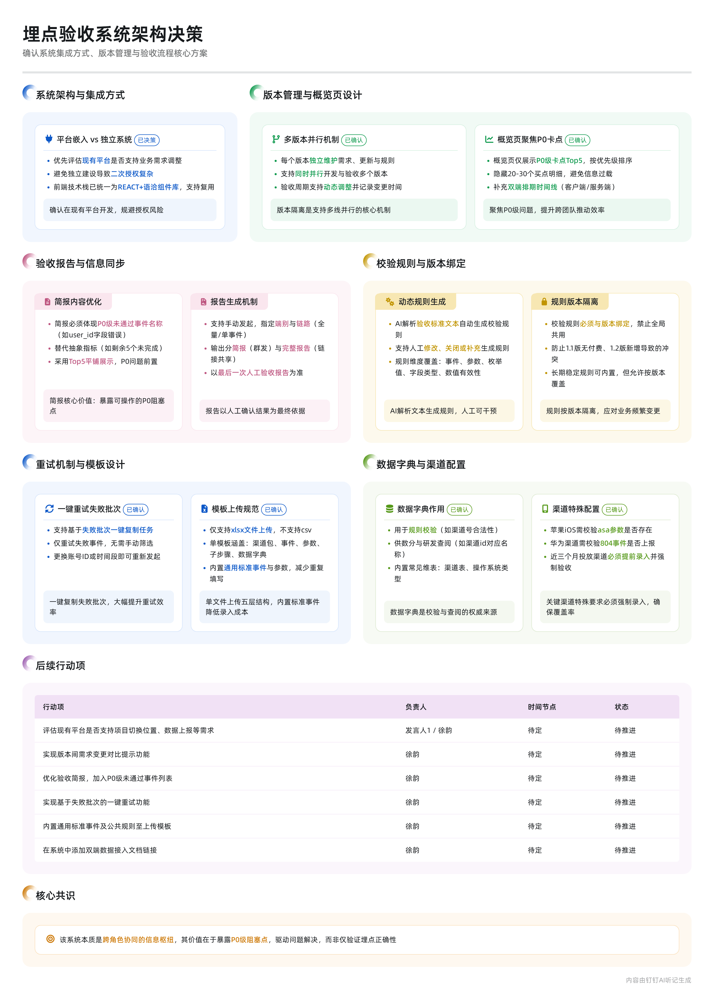 埋点验收系统架构决策
确认系统集成方式、版本管理与验收流程核心方案
系统架构与集成方式
平台嵌入 vs 独立系统 已决策
优先评估现有平台是否支持业务需求调整
避免独立建设导致二次授权复杂
前端技术栈已统一为REACT+语洽组件库，支持复用
确认在现有平台开发，规避授权风险
版本管理与概览页设计
多版本并行机制 已确认
每个版本独立维护需求、更新与规则
支持同时并行开发与验收多个版本
验收周期支持动态调整并记录变更时间
版本隔离是支持多线并行的核心机制
概览页聚焦P0卡点 已确认
概览页仅展示P0级卡点Top5，按优先级排序
隐藏20-30个买点明细，避免信息过载
补充双端排期时间线（客户端/服务端）
聚焦P0级问题，提升跨团队推动效率
验收报告与信息同步
简报内容优化
简报必须体现P0级未通过事件名称
（如user_id字段错误）
替代抽象指标（如剩余5个未完成）
采用Top5平铺展示，P0问题前置
简报核心价值：暴露可操作的P0阻塞
点
报告生成机制
支持手动发起，指定端别与链路（全
量/单事件）
输出分简报（群发）与完整报告（链
接共享）
以最后一次人工验收报告为准
报告以人工确认结果为最终依据
校验规则与版本绑定
动态规则生成
AI解析验收标准文本自动生成校验规
则
支持人工修改、关闭或补充生成规则
规则维度覆盖：事件、参数、枚举
值、字段类型、数值有效性
AI解析文本生成规则，人工可干预
规则版本隔离
校验规则必须与版本绑定，禁止全局
共用
防止1.1版无付费、1.2版新增导致的冲
突
长期稳定规则可内置，但允许按版本
覆盖
规则按版本隔离，应对业务频繁变更
重试机制与模板设计
一键重试失败批次 已确认
支持基于失败批次一键复制任务
仅重试失败事件，无需手动筛选
更换账号ID或时间段即可重新发起
一键复制失败批次，大幅提升重试效
率
模板上传规范 已确认
仅支持xlsx文件上传，不支持csv
单模板涵盖：渠道包、事件、参数、
子步骤、数据字典
内置通用标准事件与参数，减少重复
填写
单文件上传五层结构，内置标准事件
降低录入成本
数据字典与渠道配置
数据字典作用 已确认
用于规则校验（如渠道号合法性）
供数分与研发查阅（如渠道id对应名
称）
内置常见维表：渠道表、操作系统类
型
数据字典是校验与查阅的权威来源
渠道特殊配置 已确认
苹果iOS需校验asa参数是否存在
华为渠道需校验804事件是否上报
近三个月投放渠道必须提前录入并强
制验收
关键渠道特殊要求必须强制录入，确
保覆盖率
后续行动项
行动项 负责人 时间节点 状态
评估现有平台是否支持项目切换位置、数据上报等需求 发言人1 / 徐韵 待定 待推进
实现版本间需求变更对比提示功能 徐韵 待定 待推进
优化验收简报，加入P0级未通过事件列表 徐韵 待定 待推进
实现基于失败批次的一键重试功能 徐韵 待定 待推进
内置通用标准事件及公共规则至上传模板 徐韵 待定 待推进
在系统中添加双端数据接入文档链接 徐韵 待定 待推进
核心共识
该系统本质是跨角色协同的信息枢纽，其价值在于暴露P0级阻塞点，驱动问题解决，而非仅验证埋点正确性
内容由钉钉AI听记生成